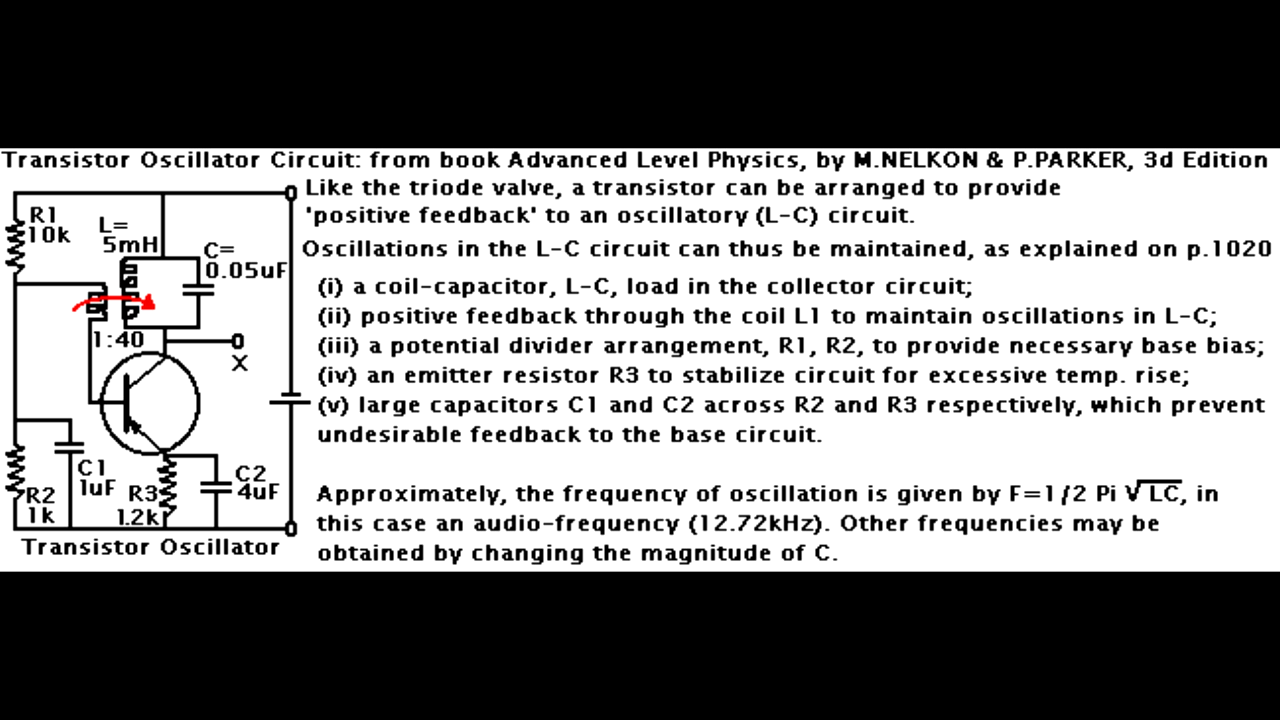 Transistor Oscillator Circuit: from book Advanced Level Physics, by M.NELKON & P.PARKER, 3d Edition
Like the triode valve, a transistor can be arranged to provide
'positive feedback' to an oscillatory (L-C) circuit.
Oscillations in the L-C circuit can thus be maintained, as explained on p.1020
(i) a coil-capacitor, L-C, load in the collector circuit;
(ii) positive feedback through the coil L1 to maintain oscillations in L-C;
(iii) a potential divider arrangement, R1, R2, to provide necessary base bias;
(iv) an emitter resistor R3 to stabilize circuit for excessive temp. rise;
(v) large capacitors C1 and C2 across R2 and R3 respectively, which prevent
undesirable feedback to the base circuit.
Approximately, the frequency of oscillation is given by F=1/2 Pi √LC, in
this case an audio-frequency (12.72kHz). Other frequencies may be
obtained by changing the magnitude of C.
R1
10k
L=
5mH
C=
0.05uF
1:40
X
C1
1uF
R2
1k
R3
1.2k
C2
4uF
Transistor Oscillator